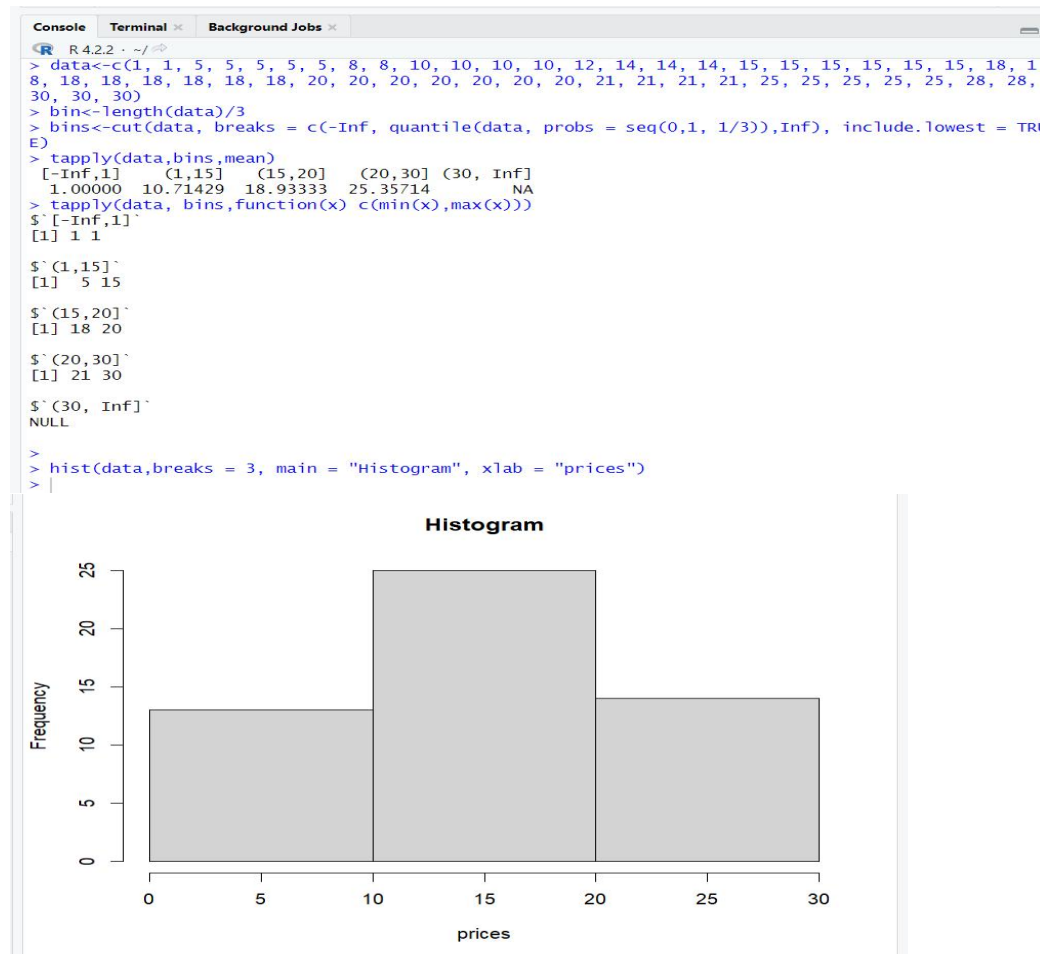 Console Terminal × Background Jobs ×
R R 4.2.2 · ~/
> data<-c(1, 1, 5, 5, 5, 5, 5, 8, 8, 10, 10, 10, 10, 12, 14, 14, 14, 15, 15, 15, 15, 15, 15, 18, 1
8, 18, 18, 18, 18, 18, 18, 20, 20, 20, 20, 20, 20, 20, 21, 21, 21, 21, 25, 25, 25, 25, 25, 28, 28,
30, 30, 30)
> bin<-length(data)/3
> bins<-cut(data, breaks = c(-Inf, quantile(data, probs = seq(0,1, 1/3)),Inf), include.lowest = TRU
E)
> tapply(data,bins,mean)
[-Inf,1] (1,15] (15,20] (20,30] (30, Inf]
1.00000 10.71429 18.93333 25.35714 NA
> tapply(data, bins,function(x) c(min(x),max(x)))
$`[-Inf,1]`
[1] 1 1
$`(1,15]`
[1] 5 15
$`(15,20]`
[1] 18 20
$`(20,30]`
[1] 21 30
$`(30, Inf]`
NULL
>
> hist(data,breaks = 3, main = "Histogram", xlab = "prices")
>
Histogram
Frequency
25
20
15
10
5
0
0 5 10 15 20 25 30
prices